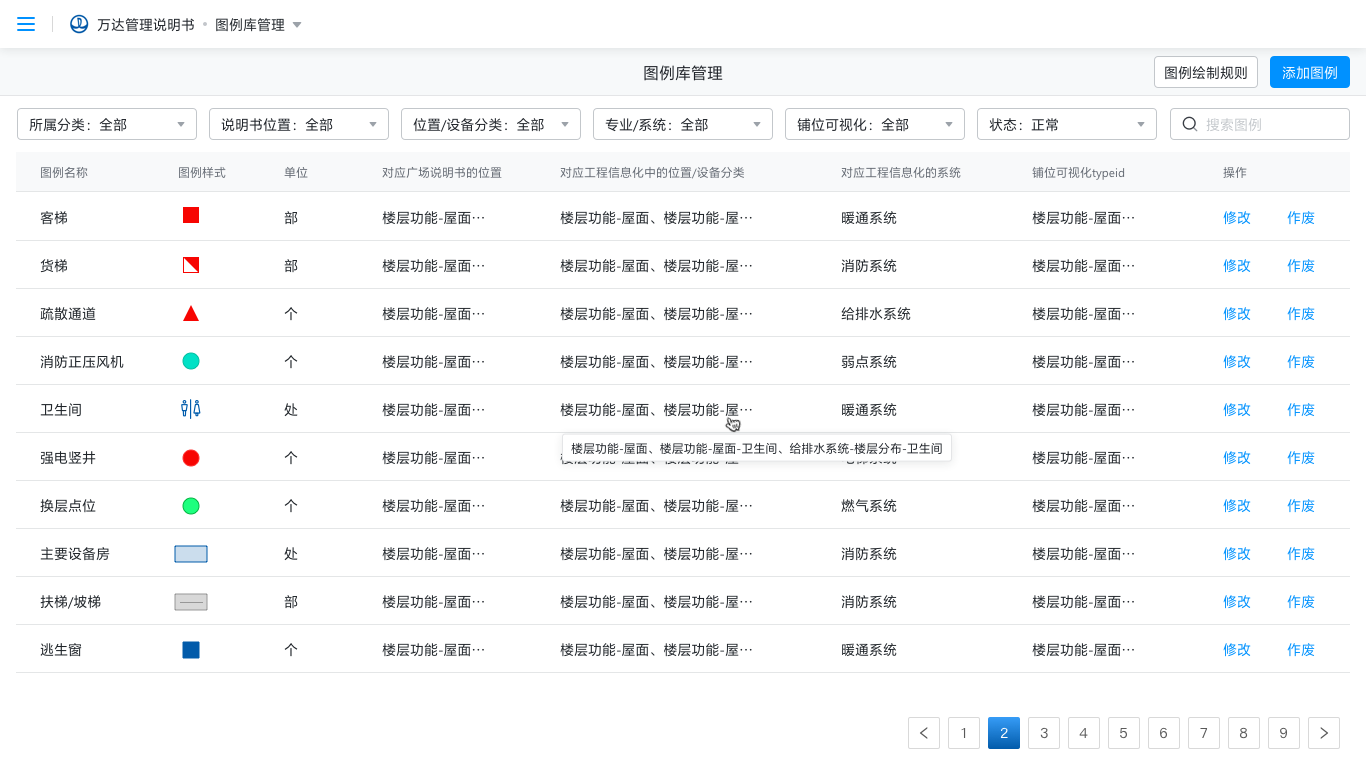 万达管理说明书 • 图例库管理
图例库管理
图例绘制规则 添加图例
所属分类：全部 说明书位置：全部 位置/设备分类：全部 专业/系统：全部 铺位可视化：全部 状态：正常 搜索图例
图例名称 图例样式 单位 对应广场说明书的位置 对应工程信息化中的位置/设备分类 对应工程信息化的系统 铺位可视化typeid 操作
客梯 部 楼层功能-屋面··· 楼层功能-屋面、楼层功能-屋··· 暖通系统 楼层功能-屋面··· 修改 作废
货梯 部 楼层功能-屋面··· 楼层功能-屋面、楼层功能-屋··· 消防系统 楼层功能-屋面··· 修改 作废
疏散通道 个 楼层功能-屋面··· 楼层功能-屋面、楼层功能-屋··· 给排水系统 楼层功能-屋面··· 修改 作废
消防正压风机 个 楼层功能-屋面··· 楼层功能-屋面、楼层功能-屋··· 弱点系统 楼层功能-屋面··· 修改 作废
卫生间 处 楼层功能-屋面··· 楼层功能-屋面、楼层功能-屋··· 暖通系统 楼层功能-屋面··· 修改 作废
楼层功能-屋面、楼层功能-屋面-卫生间、给排水系统-楼层分布-卫生间
强电竖井 个 楼层功能-屋面··· 楼层功能-屋面··· 修改 作废
换层点位 个 楼层功能-屋面··· 楼层功能-屋面、楼层功能-屋··· 燃气系统 楼层功能-屋面··· 修改 作废
主要设备房 处 楼层功能-屋面··· 楼层功能-屋面、楼层功能-屋··· 消防系统 楼层功能-屋面··· 修改 作废
扶梯/坡梯 部 楼层功能-屋面··· 楼层功能-屋面、楼层功能-屋··· 消防系统 楼层功能-屋面··· 修改 作废
逃生窗 个 楼层功能-屋面··· 楼层功能-屋面、楼层功能-屋··· 暖通系统 楼层功能-屋面··· 修改 作废
1 2 3 4 5 6 7 8 9